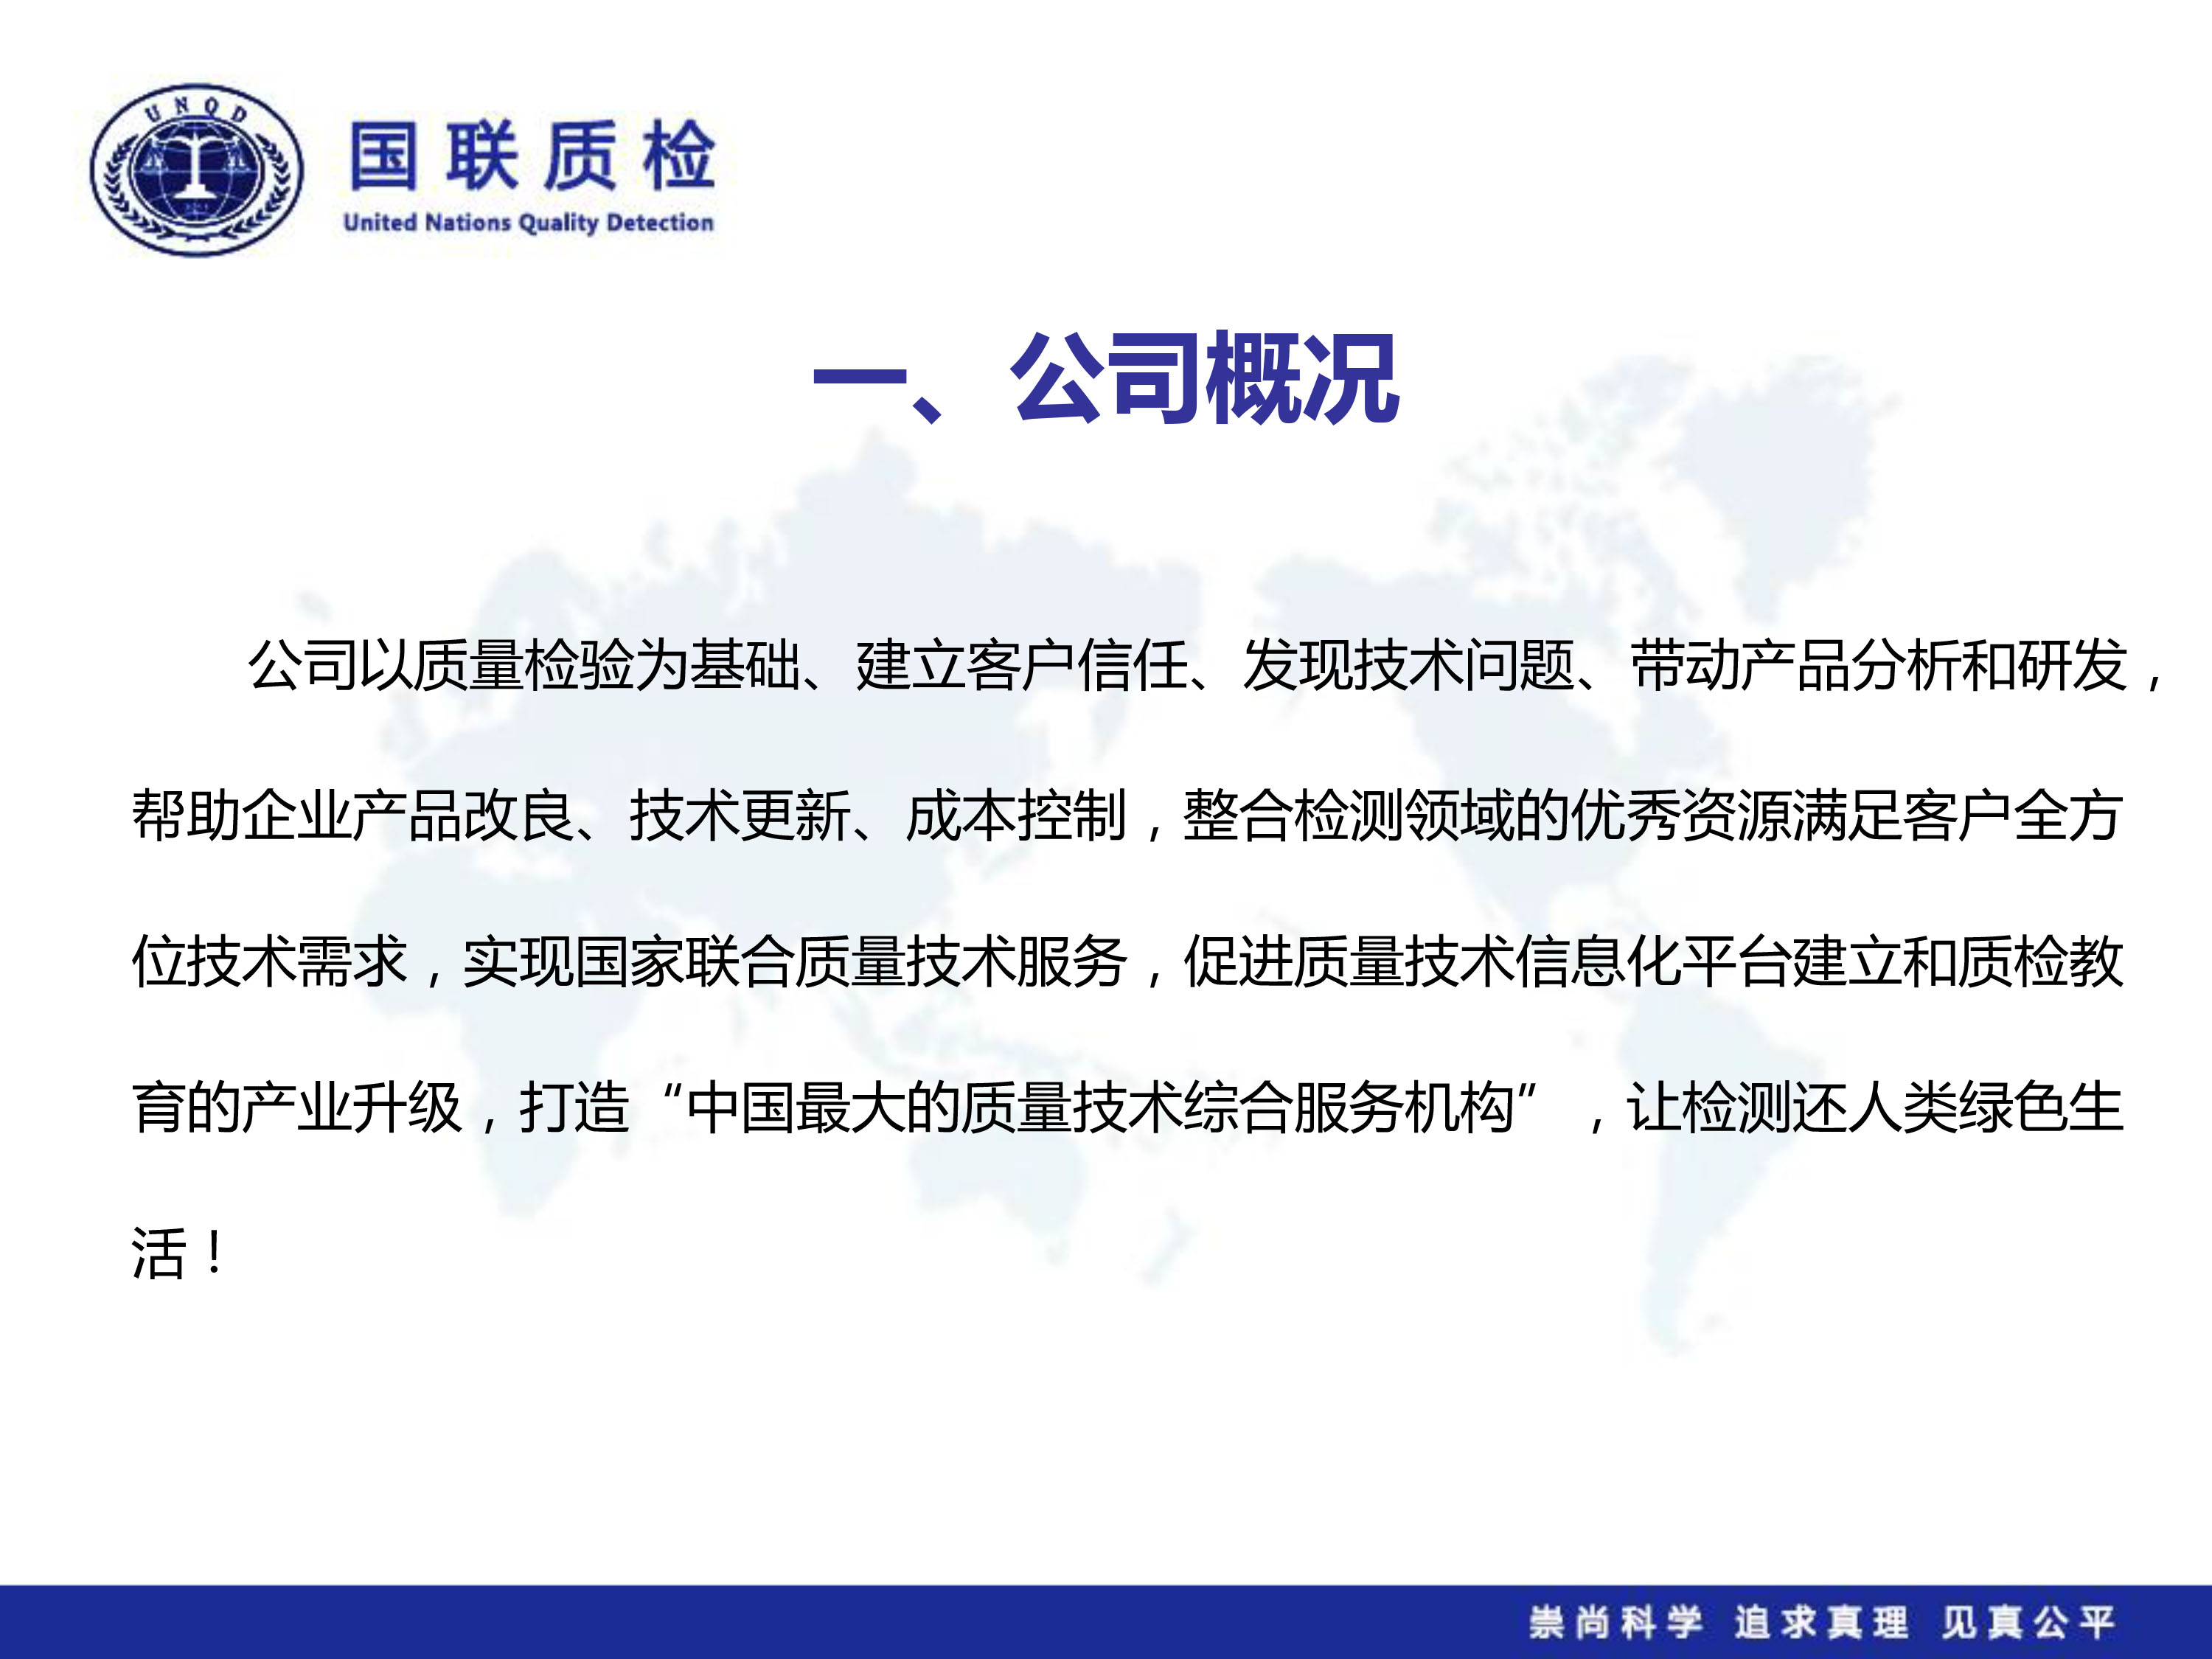 UNQD
国联质检
United Nations Quality Detection
一、公司概况
公司以质量检验为基础、建立客户信任、发现技术问题、带动产品分析和研发，
帮助企业产品改良、技术更新、成本控制，整合检测领域的优秀资源满足客户全方
位技术需求，实现国家联合质量技术服务，促进质量技术信息化平台建立和质检教
育的产业升级，打造“中国最大的质量技术综合服务机构”，让检测还人类绿色生
活！
崇尚科学 追求真理 见真公平